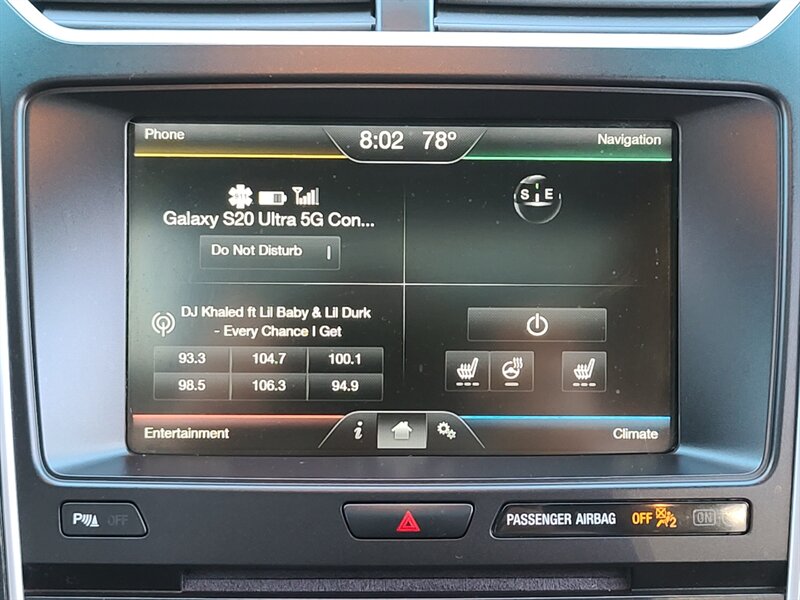 Phone
8:02 78°
Navigation
Galaxy S20 Ultra 5G Con...
Do Not Disturb
S E
DJ Khaled ft Lil Baby & Lil Durk
- Every Chance I Get
93.3 104.7 100.1
98.5 106.3 94.9
Entertainment
i
Climate
P OFF
PASSENGER AIRBAG OFF 2 ON